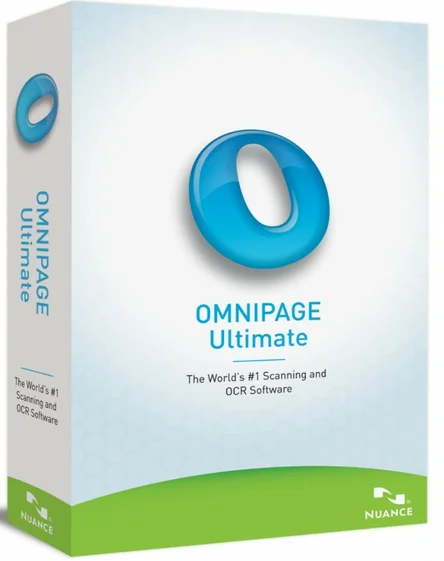 OMNIPAGE
Ultimate
The World's #1
Scanning and
OCR Software
OMNIPAGE
Ultimate
The World's #1 Scanning and
OCR Software
NUANCE